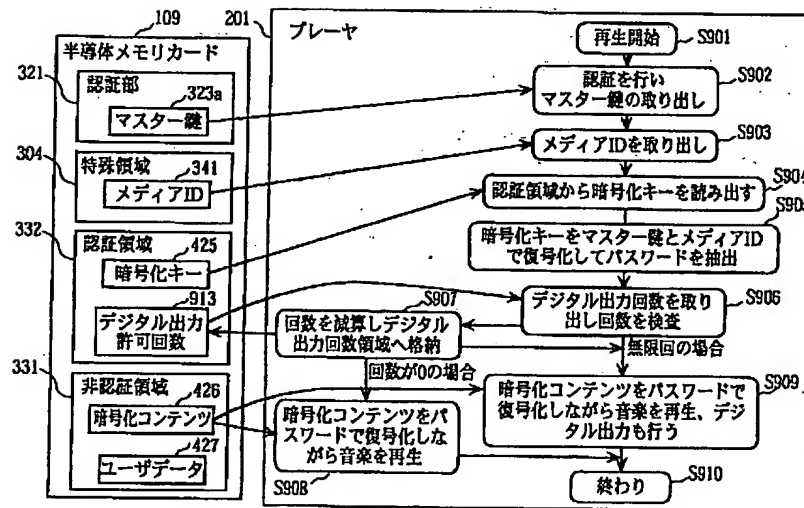 109
半導体メモリカード
321
認証部
323a
マスター鍵
304
特殊領域
341
メディアID
332
認証領域
425
暗号化キー
913
デジタル出力
許可回数
331
非認証領域
426
暗号化コンテンツ
427
ユーザデータ
201
プレーヤ
再生開始
S901
認証を行い
マスター鍵の取り出し
S902
メディアIDを取り出し
S903
認証領域から暗号化キーを読み出す
S904
暗号化キーをマスター鍵とメディアID
で復号化してパスワードを抽出
S905
デジタル出力回数を取り
出し回数を検査
S906
S907
回数を減算しデジタル
出力回数領域へ格納
無限回の場合
回数が0の場合
暗号化コンテンツをパ
スワードで復号化しな
がら音楽を再生
S908
暗号化コンテンツをパスワードで
復号化しながら音楽を再生、デジ
タル出力も行う
S909
終わり
S910